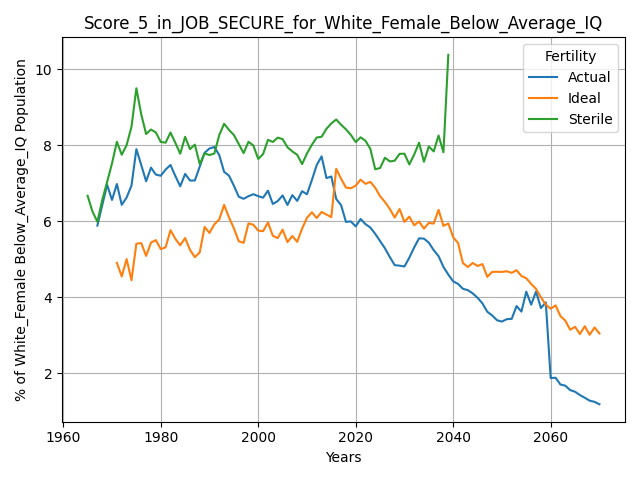 Score_5_in_JOB_SECURE_for_White_Female_Below_Average_IQ
% of White_Female Below_Average_IQ Population
10
8
6
4
2
Fertility
Actual
Ideal
Sterile
1960 1980 2000 2020 2040 2060
Years